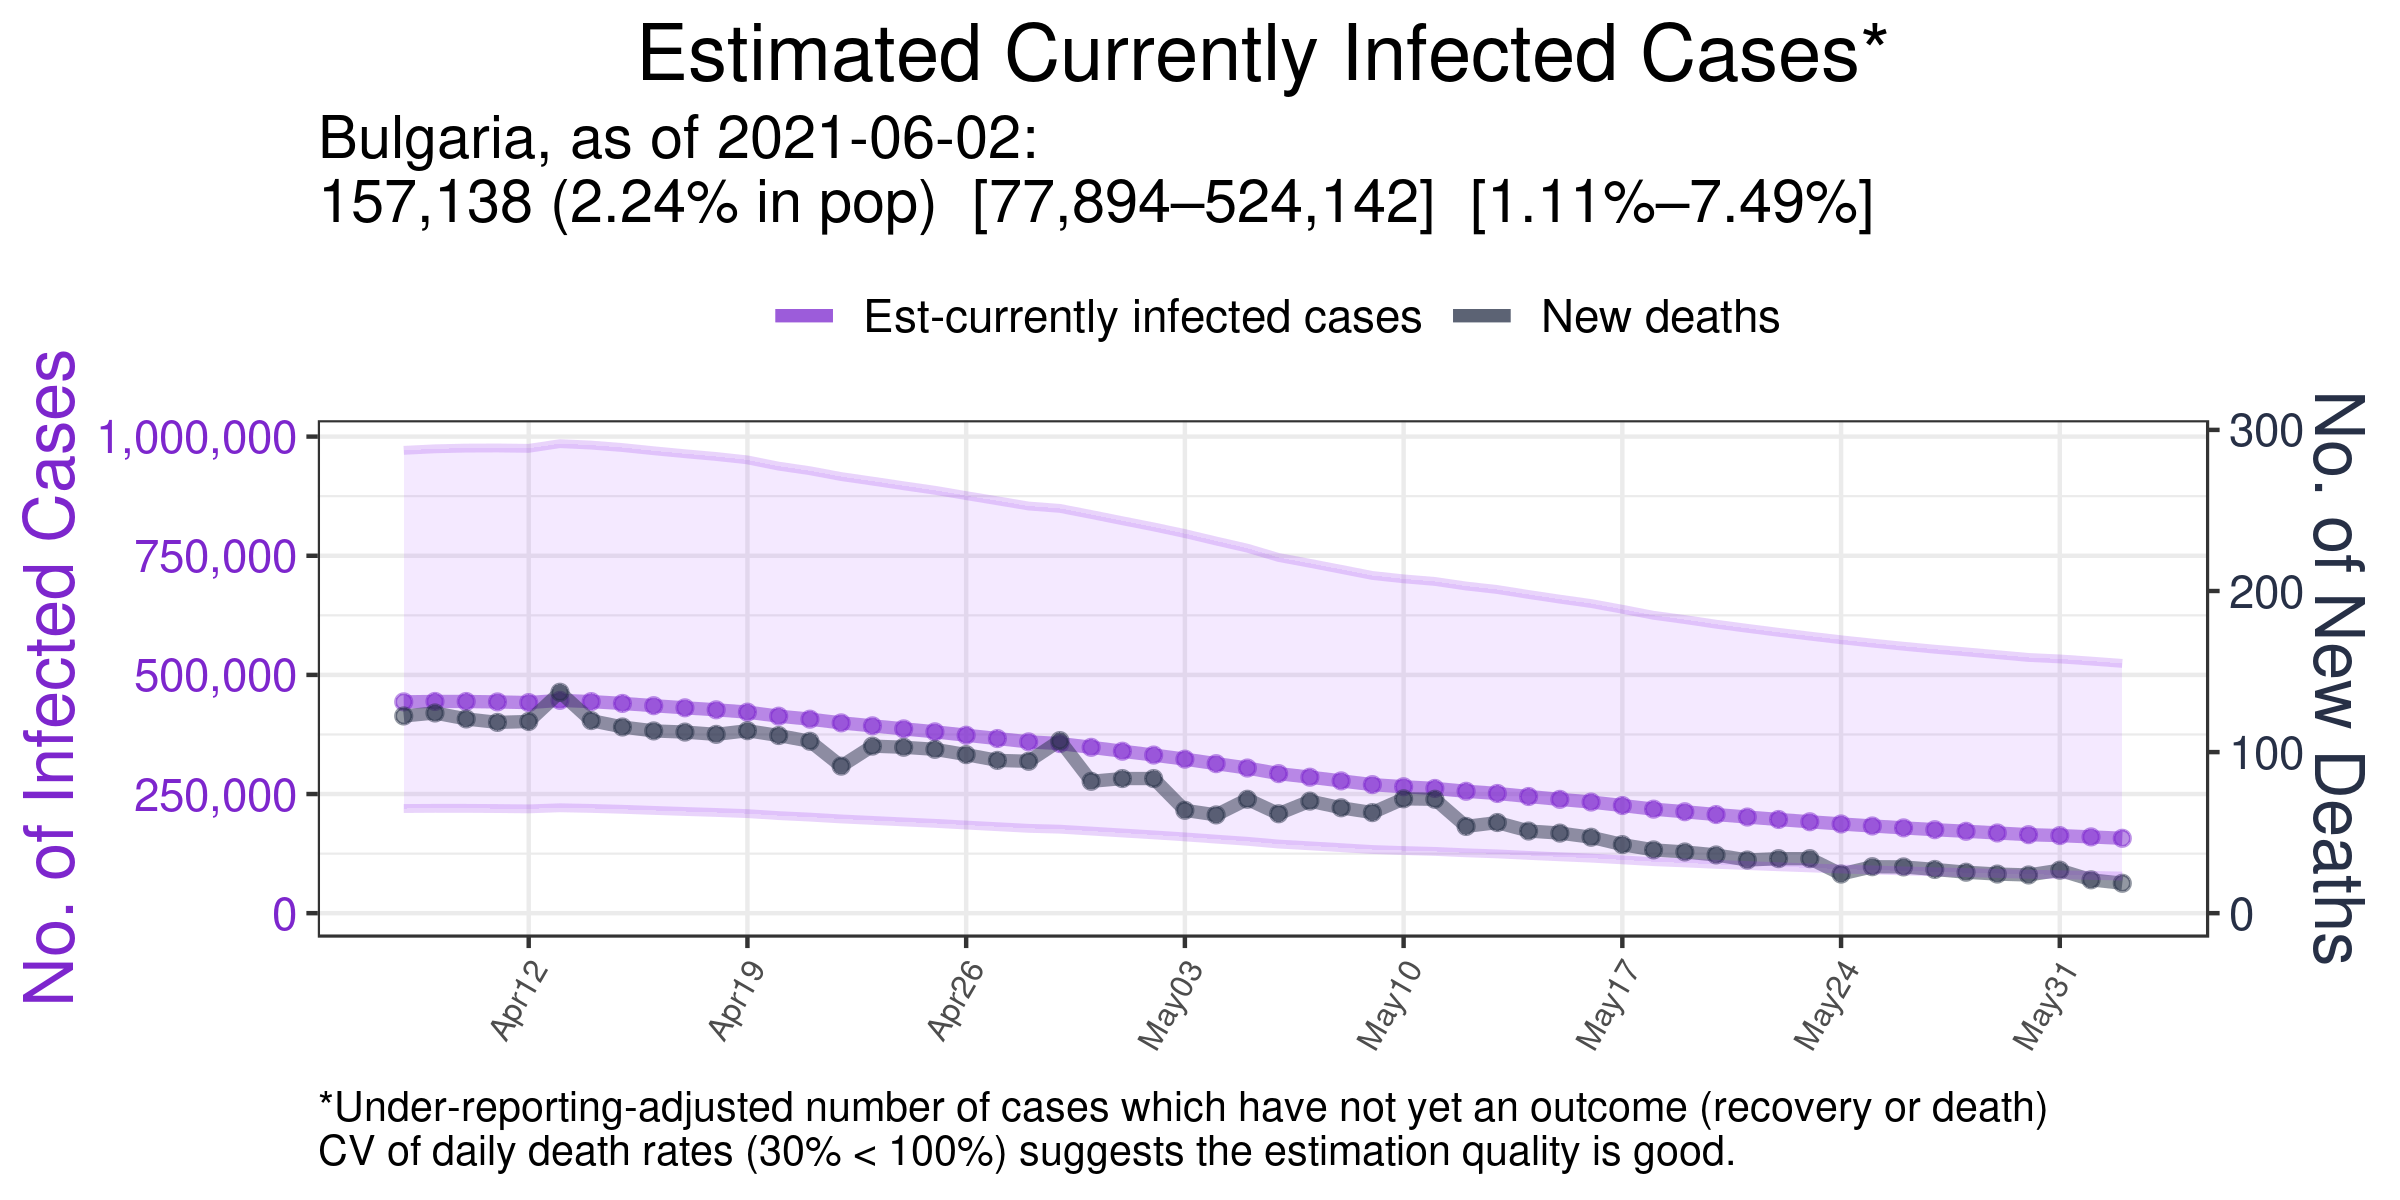 Estimated Currently Infected Cases*
Bulgaria, as of 2021-06-02:
157,138 (2.24% in pop) [77,894–524,142] [1.11%–7.49%]
Est-currently infected cases
New deaths
No. of Infected Cases
1,000,000
750,000
500,000
250,000
0
300
200
100
0
No. of New Deaths
Apr12
Apr19
Apr26
May03
May10
May17
May24
May31
*Under-reporting-adjusted number of cases which have not yet an outcome (recovery or death)
CV of daily death rates (30% < 100%) suggests the estimation quality is good.